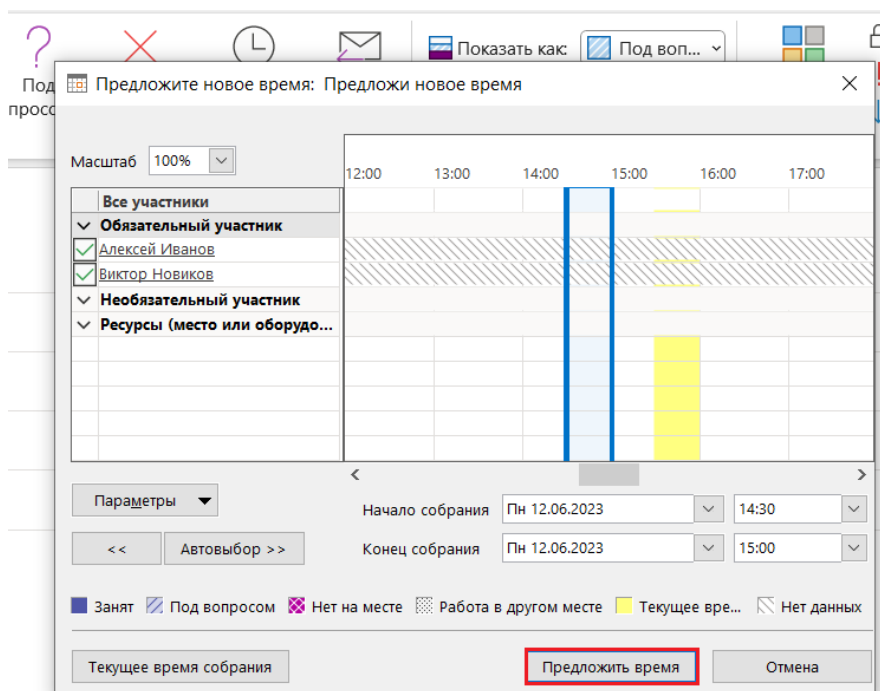 Показать как: Под воп...
Под
прос
Предложите новое время: Предложи новое время
Масштаб 100%
12:00 13:00 14:00 15:00 16:00 17:00
Все участники
Обязательный участник
Алексей Иванов
Виктор Новиков
Необязательный участник
Ресурсы (место или оборудо...
Параметры
Начало собрания Пн 12.06.2023 14:30
<< Автовыбор >>
Конец собрания Пн 12.06.2023 15:00
Занят Под вопросом Нет на месте Работа в другом месте Текущее вре... Нет данных
Текущее время собрания Предложить время Отмена